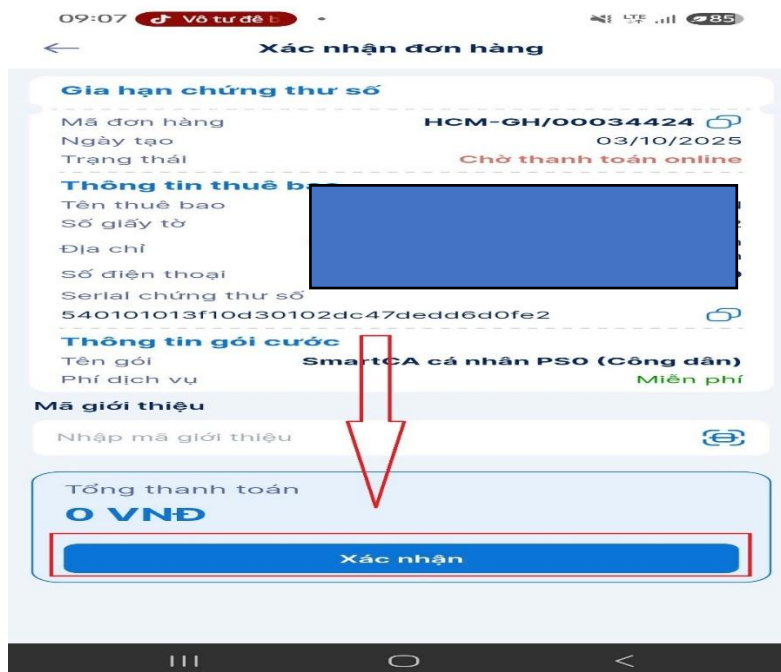 09:07 Vô tư đê b LTE 85
Xác nhận đơn hàng
Gia hạn chứng thư số
Mã đơn hàng HCM-GH/00034424
Ngày tạo 03/10/2025
Trạng thái Chờ thanh toán online
Thông tin thuê bao
Tên thuê bao
Số giấy tờ
Địa chỉ
Số điện thoại
Serial chứng thư số
540101013f10d30102dc47dedd6d0fe2
Thông tin gói cước
Tên gói SmartCA cá nhân PS0 (Công dân)
Phí dịch vụ Miễn phí
Mã giới thiệu
Nhập mã giới thiệu
Tổng thanh toán
0 VNĐ
Xác nhận